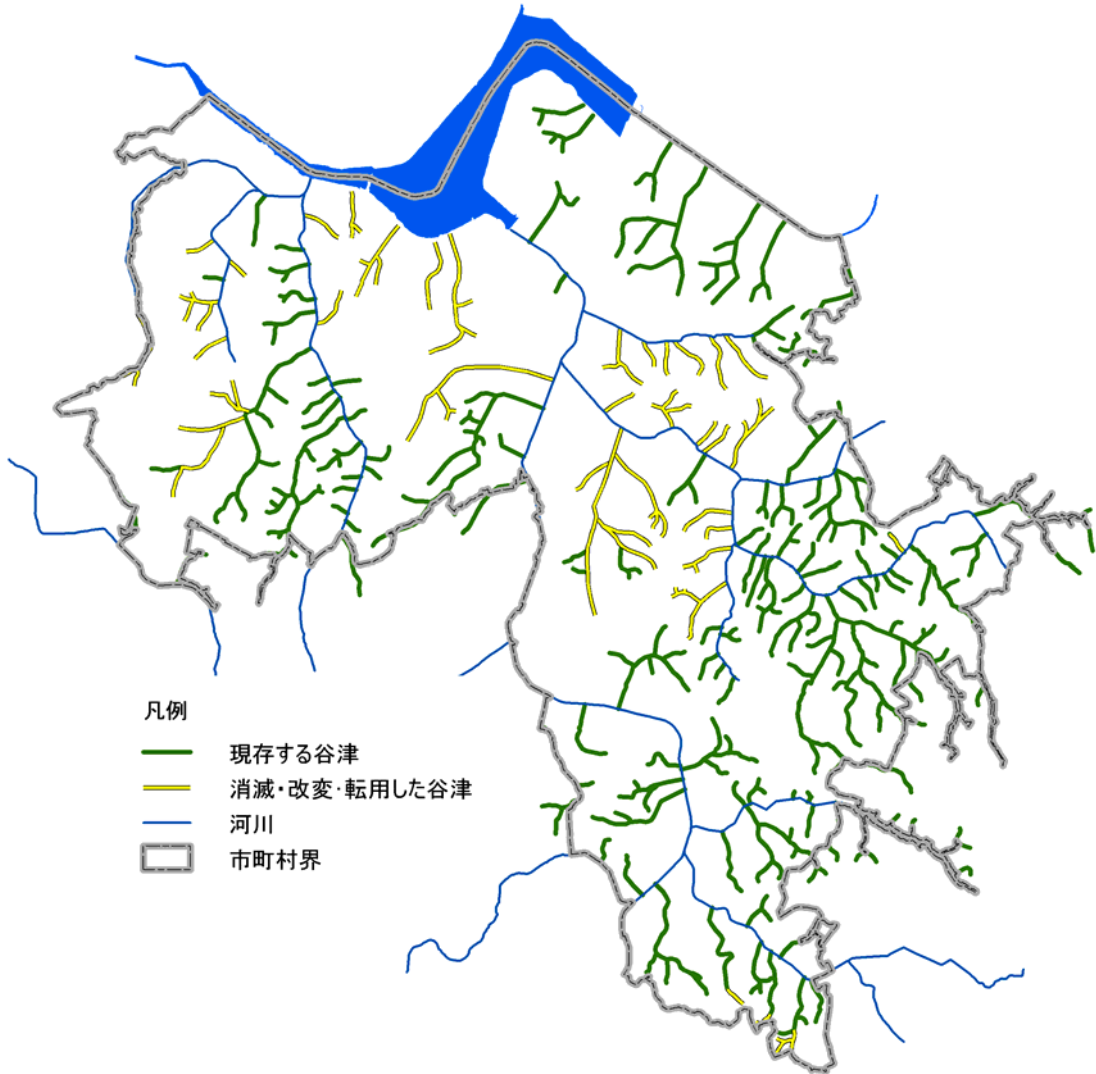 凡例
現存する谷津
消滅・改変・転用した谷津
河川
市町村界